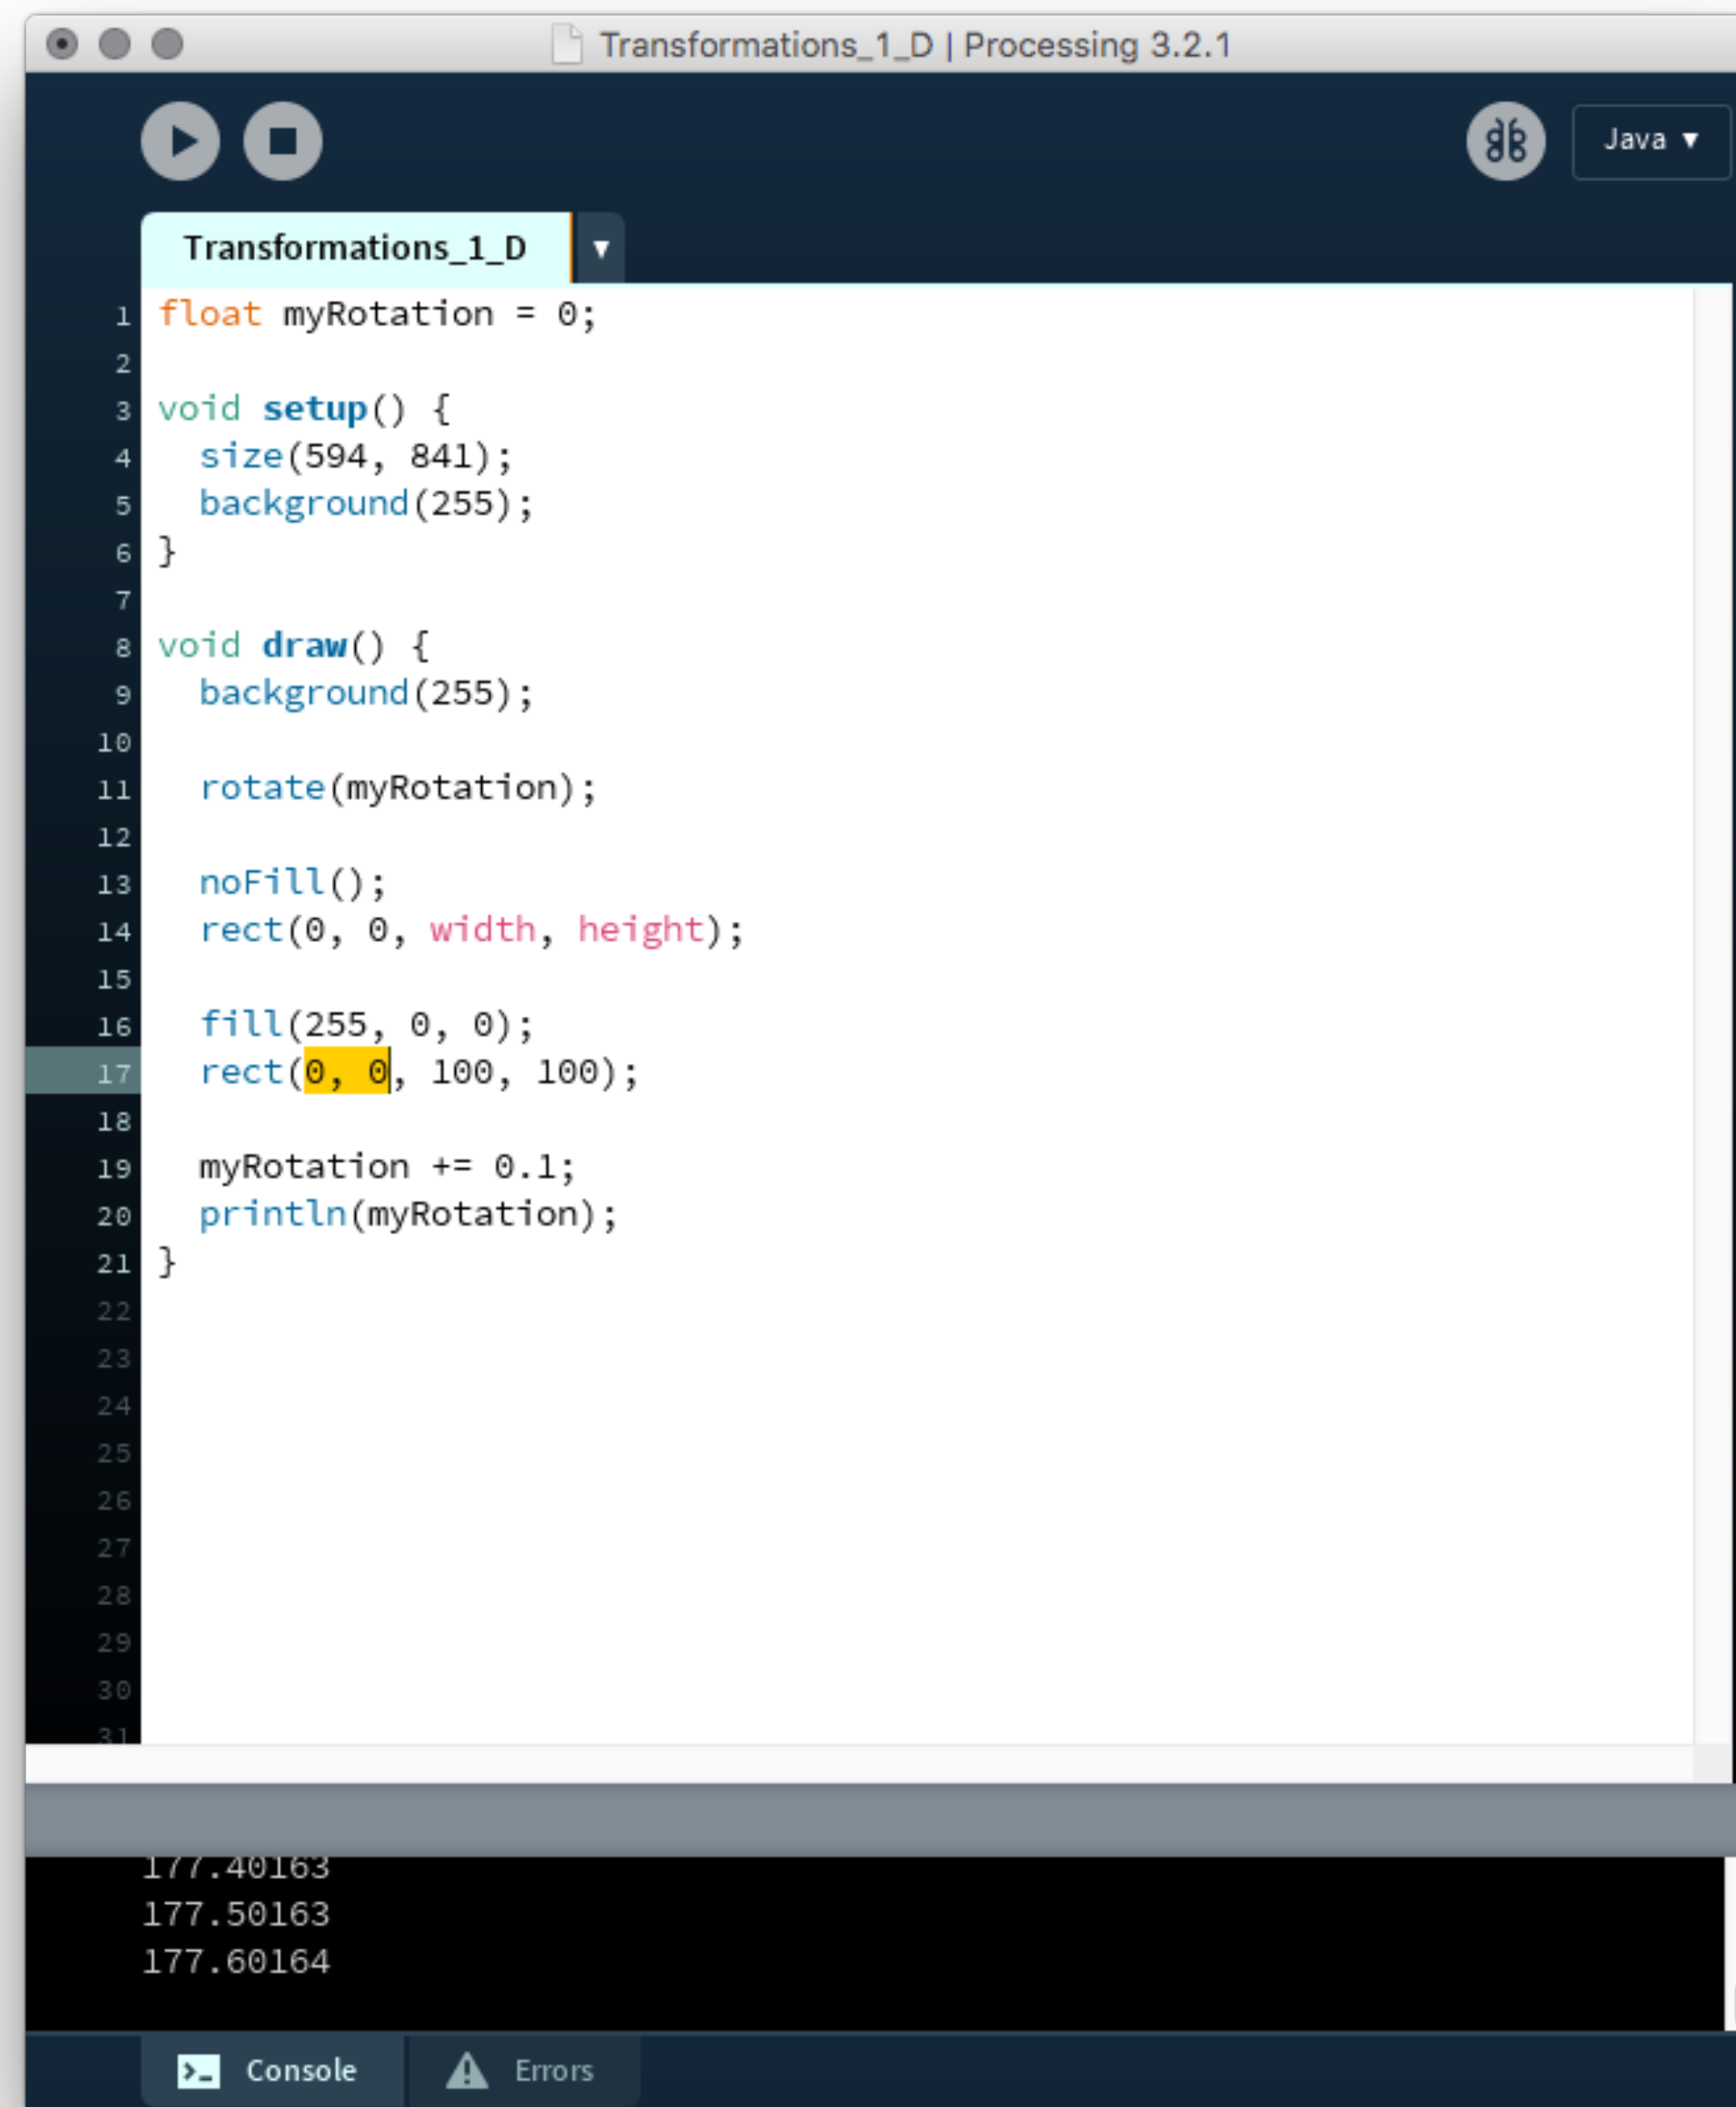 Transformations_1_D | Processing 3.2.1
Java ▼
Transformations_1_D ▼
1 float myRotation = 0;
2
3 void setup() {
4   size(594, 841);
5   background(255);
6 }
7
8 void draw() {
9   background(255);
10
11   rotate(myRotation);
12
13   noFill();
14   rect(0, 0, width, height);
15
16   fill(255, 0, 0);
17   rect(0, 0, 100, 100);
18
19   myRotation += 0.1;
20   println(myRotation);
21 }
22
23
24
25
26
27
28
29
30
31
177.40163
177.50163
177.60164
Console Errors